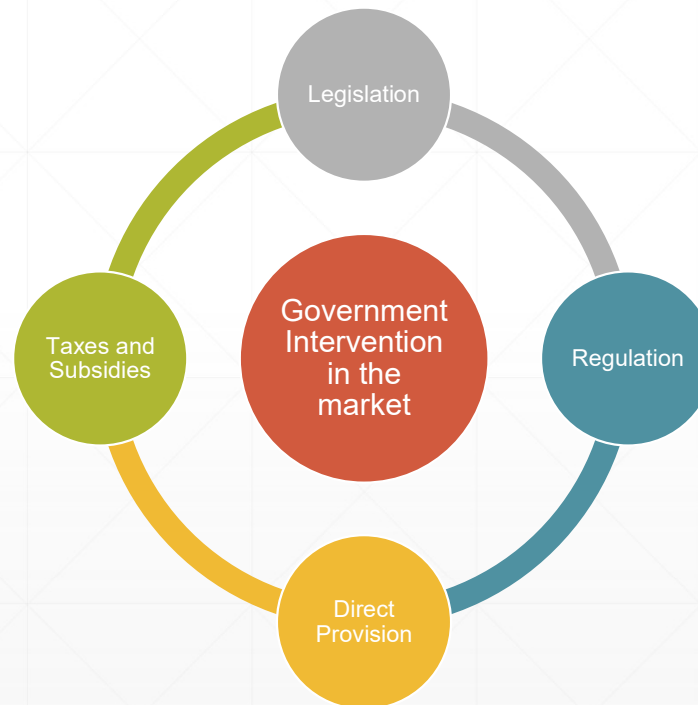 Legislation
Government
Intervention
in the
market
Taxes and
Subsidies
Regulation
Direct
Provision